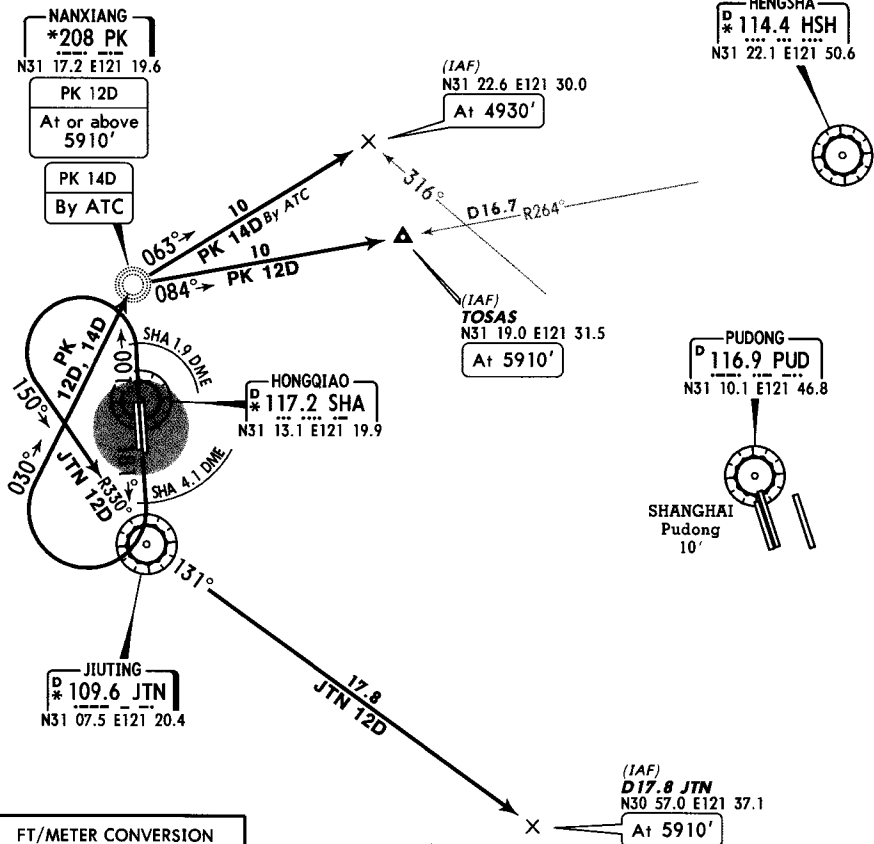 NANXIANG
*208 PK
N31 17.2 E121 19.6
PK 12D
At or above
5910'
PK 14D
By ATC
HENGSHA
D
* 114.4 HSH
N31 22.1 E121 50.6
(IAF)
N31 22.6 E121 30.0
At 4930'
316°
D16.7
R264°
063°
10
PK 14D By ATC
084°
10
PK 12D
(IAF)
TOSAS
N31 19.0 E121 31.5
At 5910'
PK
12D, 14D
SHA 1.9 DME
001°
HONGQIAO
D
* 117.2 SHA
N31 13.1 E121 19.9
PUDONG
D
116.9 PUD
N31 10.1 E121 46.8
150°
030°
JTN 12D
R330°
181°
SHA 4.1 DME
SHANGHAI
Pudong
10'
131°
JIUTING
D
* 109.6 JTN
N31 07.5 E121 20.4
17.8
JTN 12D
(IAF)
D17.8 JTN
N30 57.0 E121 37.1
At 5910'
FT/METER CONVERSION